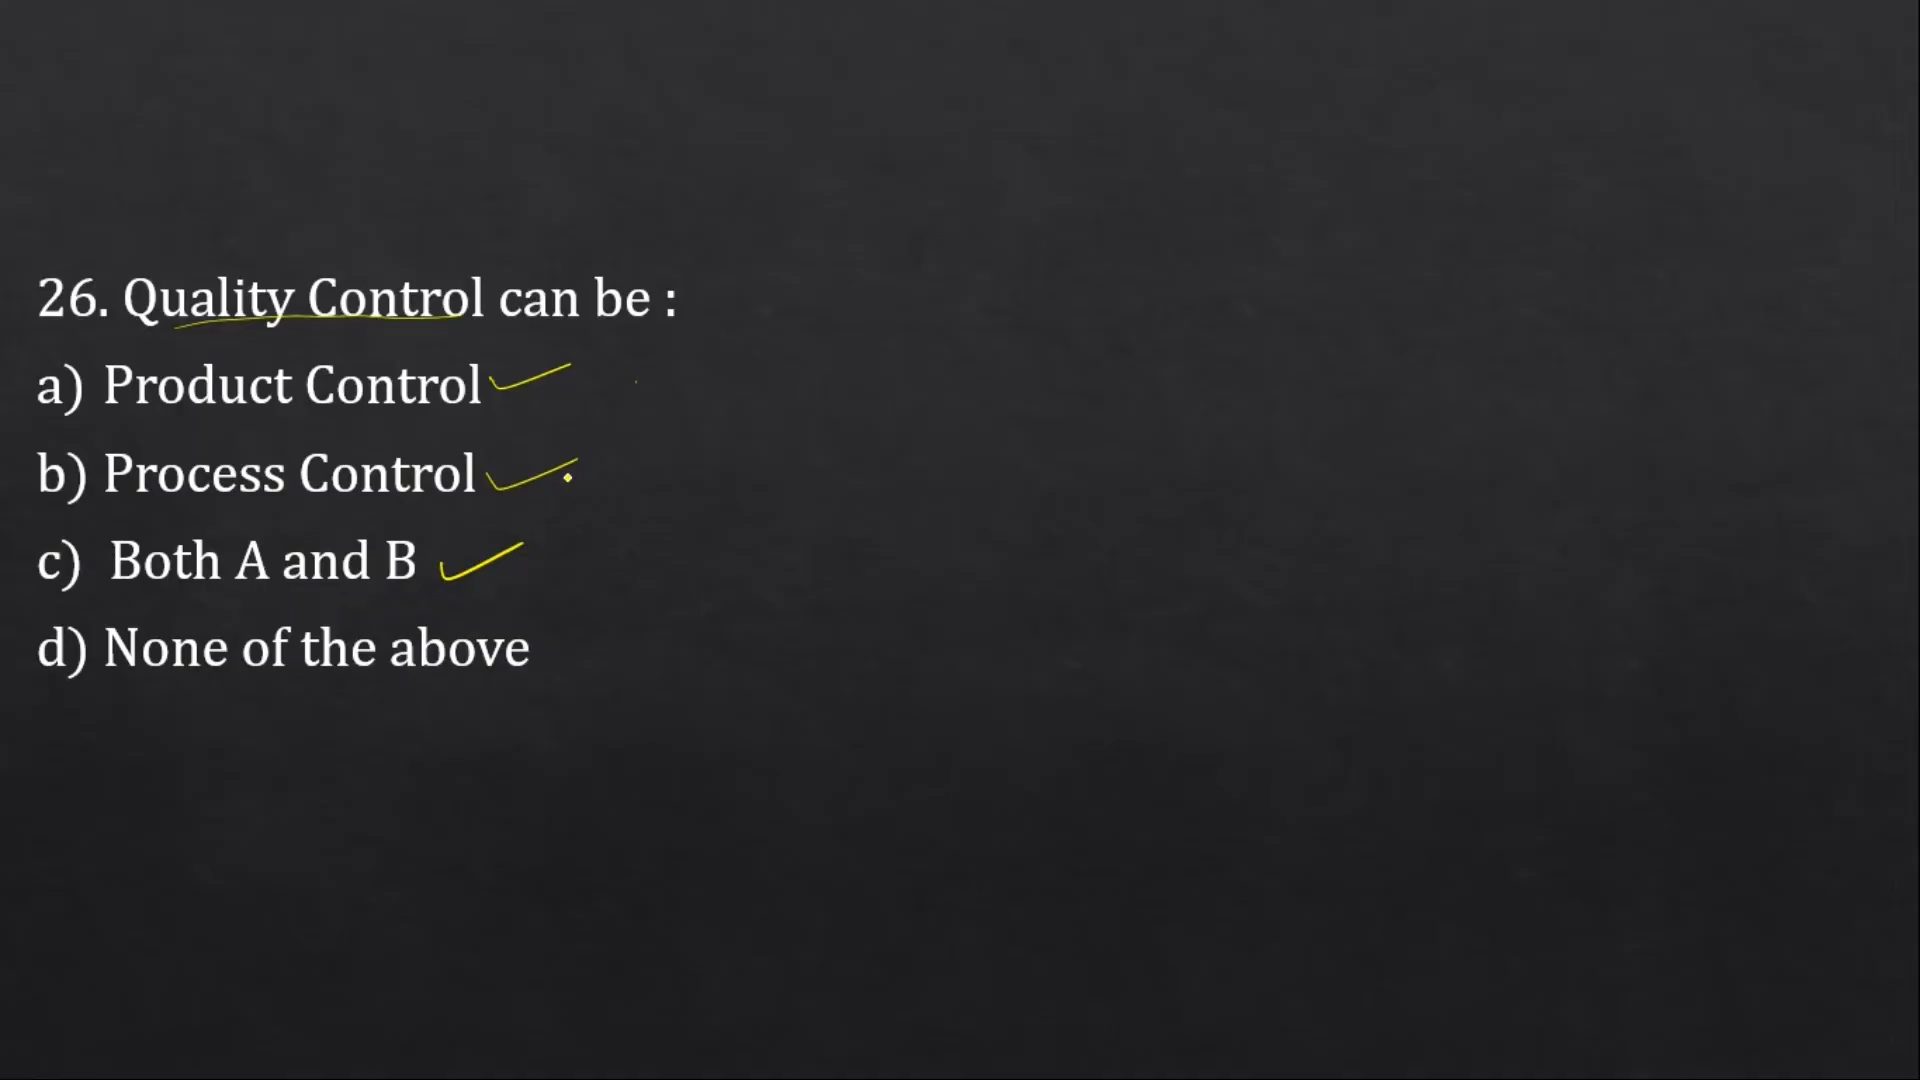 26. Quality Control can be :
a) Product Control
b) Process Control
c) Both A and B
d) None of the above